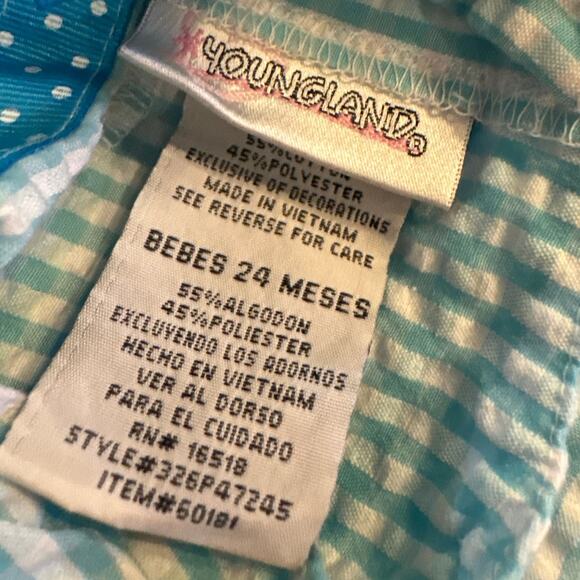 YOUNGLAND®
55%COTTON
45%POLYESTER
EXCLUSIVE OF DECORATIONS
MADE IN VIETNAM
SEE REVERSE FOR CARE
BEBES 24 MESES
55%ALGODON
45%POLIESTER
EXCLUYENDO LOS ADORNOS
HECHO EN VIETNAM
VER AL DORSO
PARA EL CUIDADO
RN# 16518
STYLE#326P47245
ITEM#60181